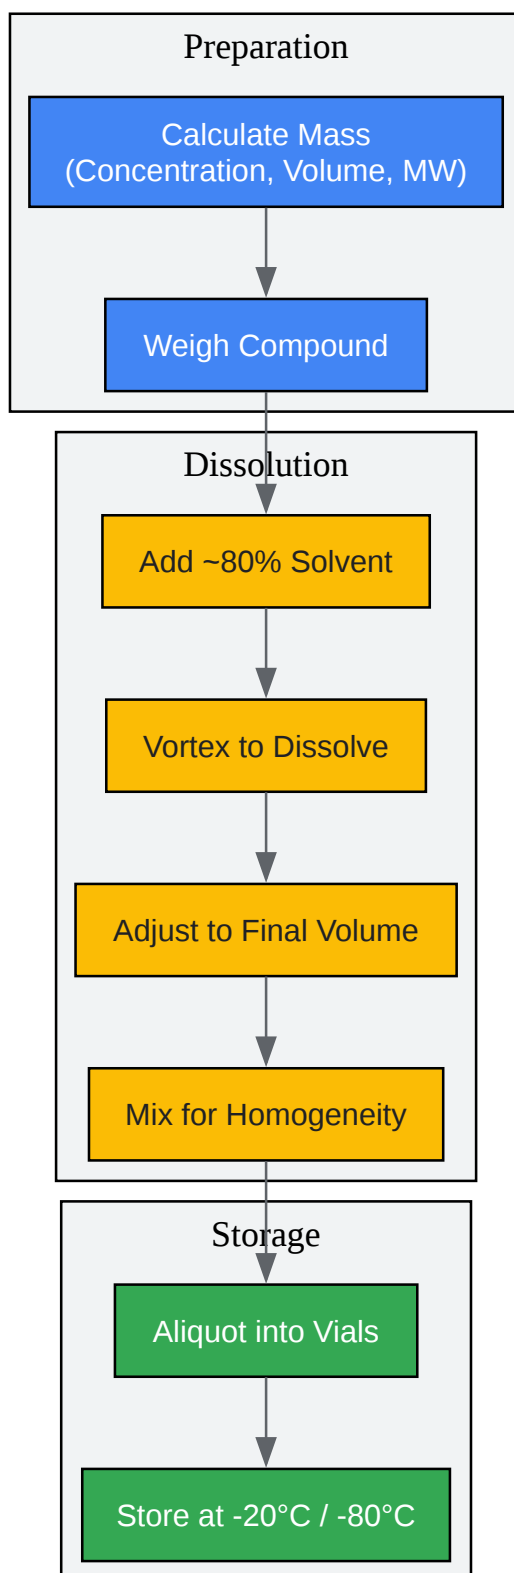 Preparation
Calculate Mass
(Concentration, Volume, MW)
Weigh Compound
Dissolution
Add ~80% Solvent
Vortex to Dissolve
Adjust to Final Volume
Mix for Homogeneity
Storage
Aliquot into Vials
Store at -20°C / -80°C